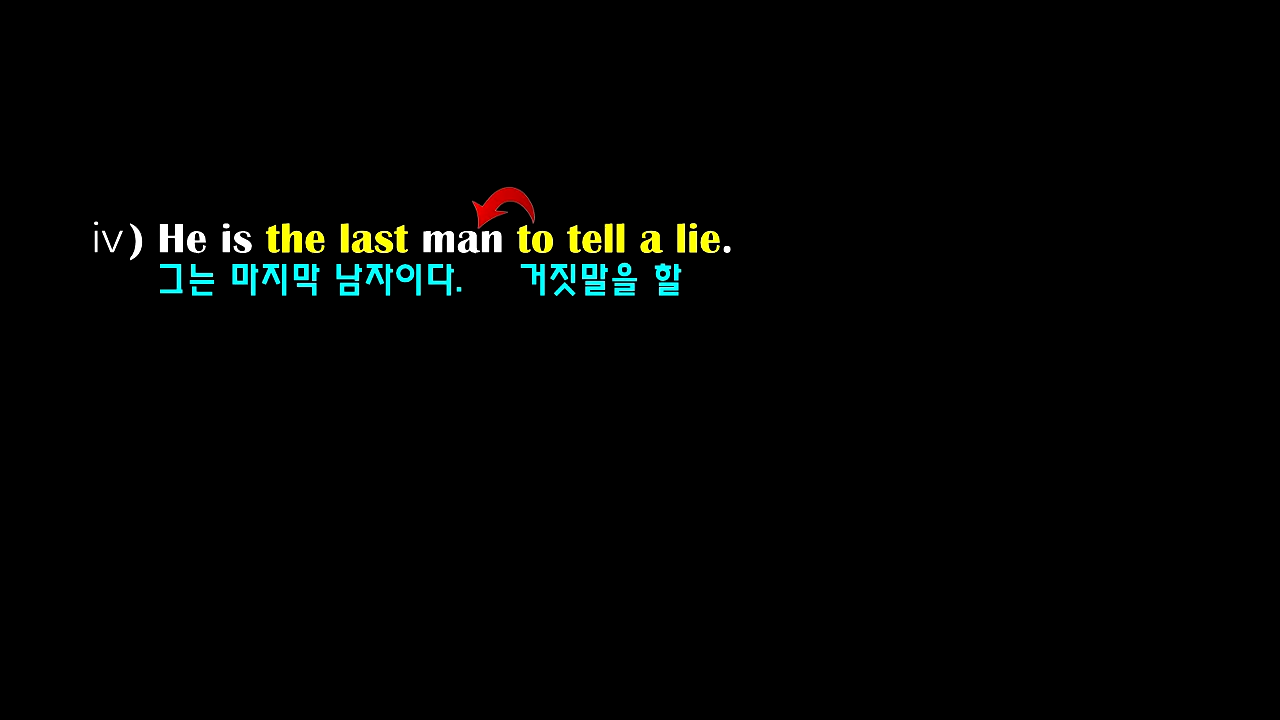 ⅳ) He is the last man to tell a lie.
그는 마지막 남자이다. 거짓말을 할